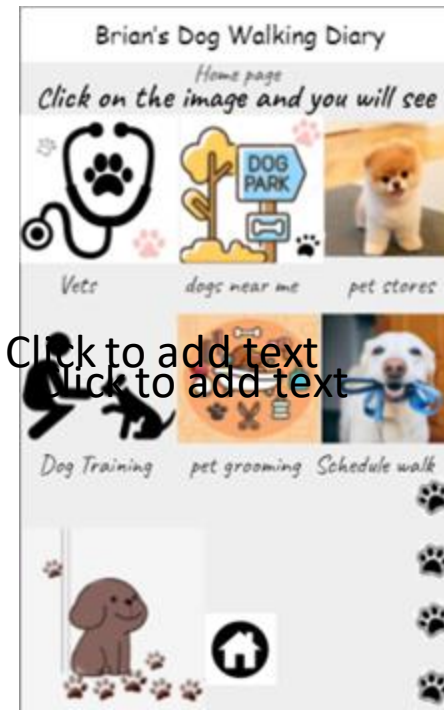 Brian's Dog Walking Diary
Home page
Click on the image and you will see
DOG
PARK
Vets
dogs near me
pet stores
Click to add text
Click to add text
Dog Training
pet grooming
Schedule walk